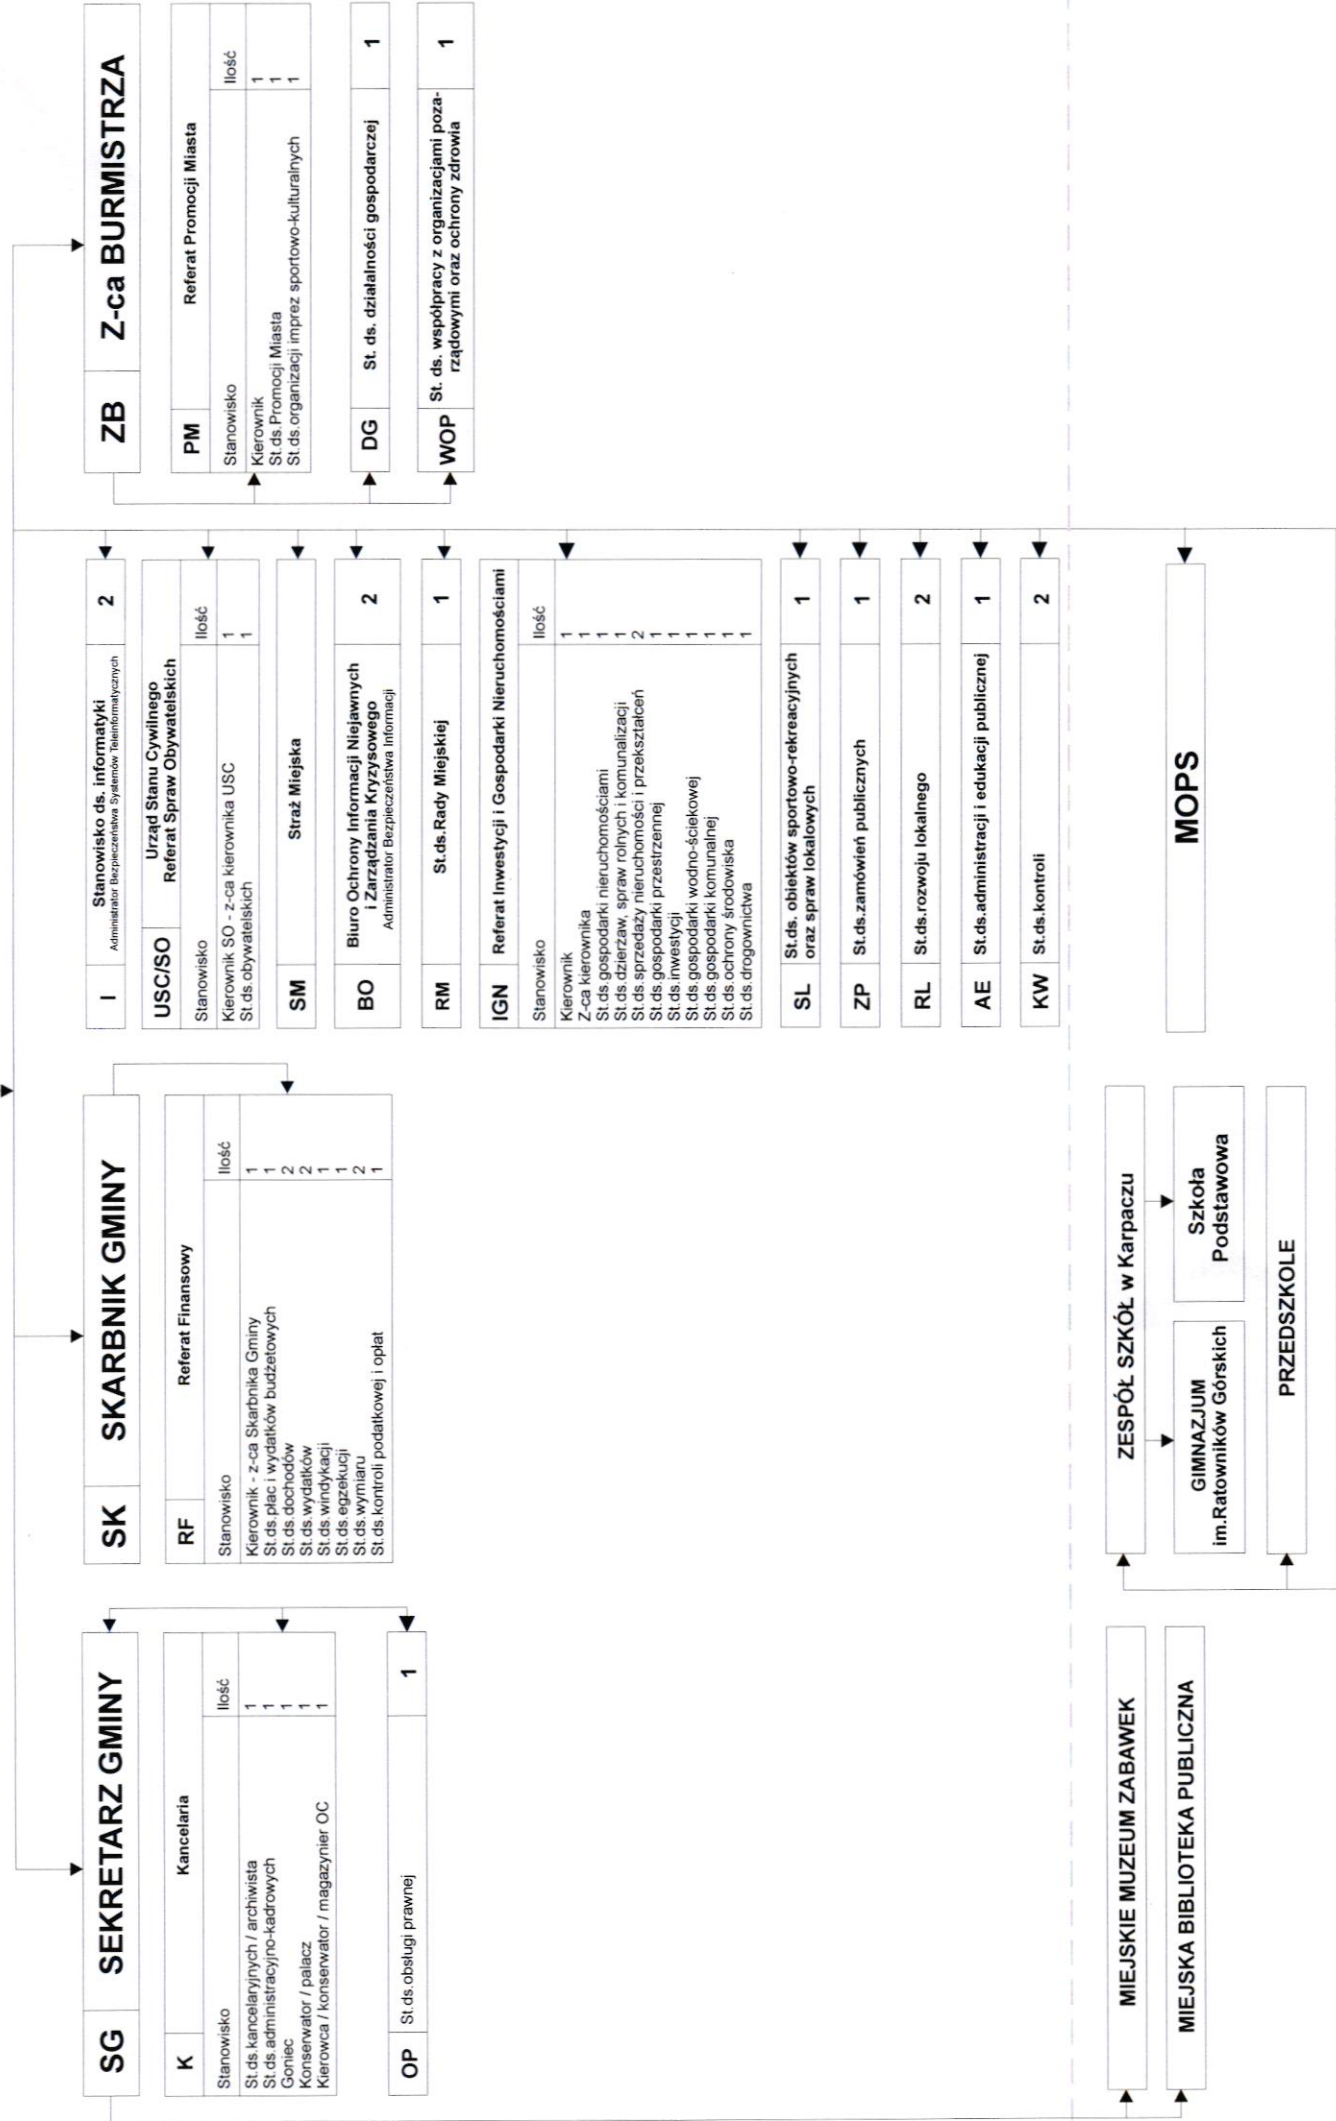 SG SEKRETARZ GMINY
K Kancelaria
Stanowisko Ilość
St.ds.kancelaryjnych / archiwista 1
St.ds.administracyjno-kadrowych 1
Goniec 1
Konserwator / palacz 1
Kierowca / konserwator / magazynier OC 1
OP St.ds.obsługi prawnej 1
SK SKARBNIK GMINY
RF Referat Finansowy
Stanowisko Ilość
Kierownik - z-ca Skarbnika Gminy 1
St.ds.płac i wydatków budżetowych 1
St.ds.dochodów 2
St.ds.wydatków 2
St.ds.windykacji 1
St.ds.egzekucji 1
St.ds.wymiaru 2
St.ds.kontroli podatkowej i opłat 1
I Stanowisko ds. informatyki 2
Administrator Bezpieczeństwa Systemów Teleinformatycznych
USC/SO Urząd Stanu Cywilnego
Referat Spraw Obywatelskich
Stanowisko Ilość
Kierownik SO - z-ca kierownika USC 1
St.ds.obywatelskich 1
SM Straż Miejska
BO Biuro Ochrony Informacji Niejawnych 2
i Zarządzania Kryzysowego
Administrator Bezpieczeństwa Informacji
RM St.ds.Rady Miejskiej 1
IGN Referat Inwestycji i Gospodarki Nieruchomościami
Stanowisko Ilość
Kierownik 1
Z-ca kierownika 1
St.ds.gospodarki nieruchomościami 1
St.ds.dzierżaw, spraw rolnych i komunalizacji 1
St.ds.sprzedaży nieruchomości i przekształceń 2
St.ds.gospodarki przestrzennej 1
St.ds.inwestycji 1
St.ds.gospodarki wodno-ściekowej 1
St.ds.gospodarki komunalnej 1
St.ds.ochrony środowiska 1
St.ds.drogownictwa 1
SL St.ds. obiektów sportowo-rekreacyjnych 1
oraz spraw lokalowych
ZP St.ds.zamówień publicznych 1
RL St.ds.rozwoju lokalnego 2
AE St.ds.administracji i edukacji publicznej 1
KW St.ds.kontroli 2
ZB Z-ca BURMISTRZA
PM Referat Promocji Miasta
Stanowisko Ilość
Kierownik 1
St.ds.Promocji Miasta 1
St.ds.organizacji imprez sportowo-kulturalnych 1
DG St. ds. działalności gospodarczej 1
WOP St. ds. współpracy z organizacjami poza- 1
rządowymi oraz ochrony zdrowia
MIEJSKIE MUZEUM ZABAWEK
MIEJSKA BIBLIOTEKA PUBLICZNA
ZESPÓŁ SZKÓŁ w Karpaczu
GIMNAZJUM
im.Ratowników Górskich
Szkoła
Podstawowa
PRZEDSZKOLE
MOPS